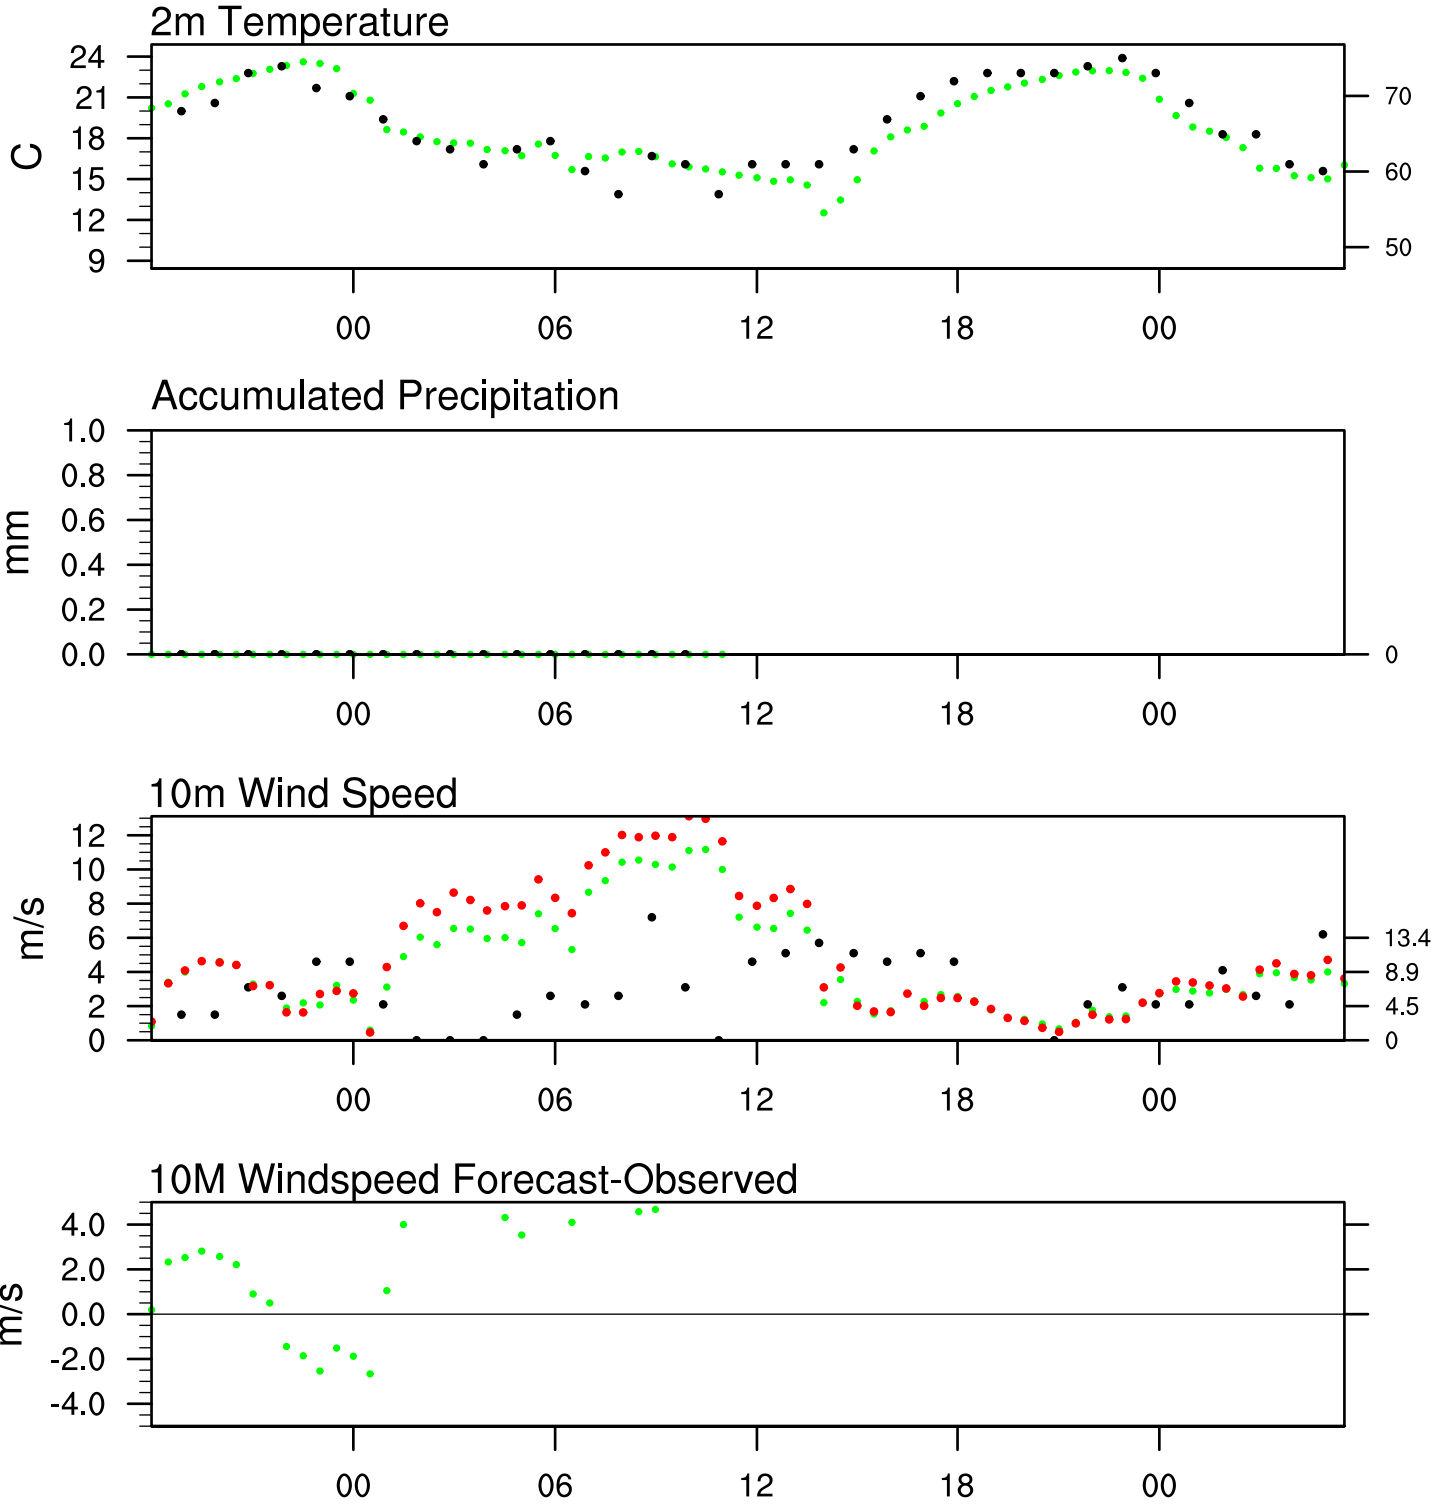 2m Temperature
24
21
18
15
12
9
C
70
60
50
00 06 12 18 00
Accumulated Precipitation
1.0
0.8
0.6
0.4
0.2
0.0
mm
0
00 06 12 18 00
10m Wind Speed
12
10
8
6
4
2
0
m/s
13.4
8.9
4.5
0
00 06 12 18 00
10M Windspeed Forecast-Observed
4.0
2.0
0.0
-2.0
-4.0
m/s
00 06 12 18 00